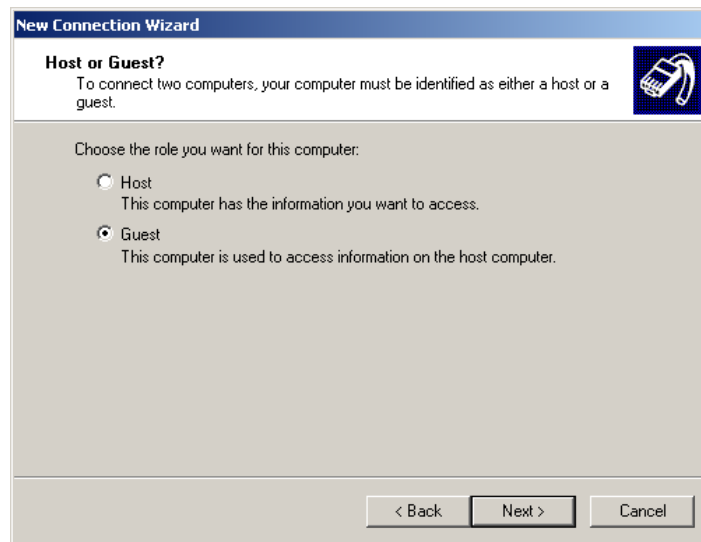 New Connection Wizard
Host or Guest?
To connect two computers, your computer must be identified as either a host or a
guest.
Choose the role you want for this computer:
Host
This computer has the information you want to access.
Guest
This computer is used to access information on the host computer.
< Back Next > Cancel